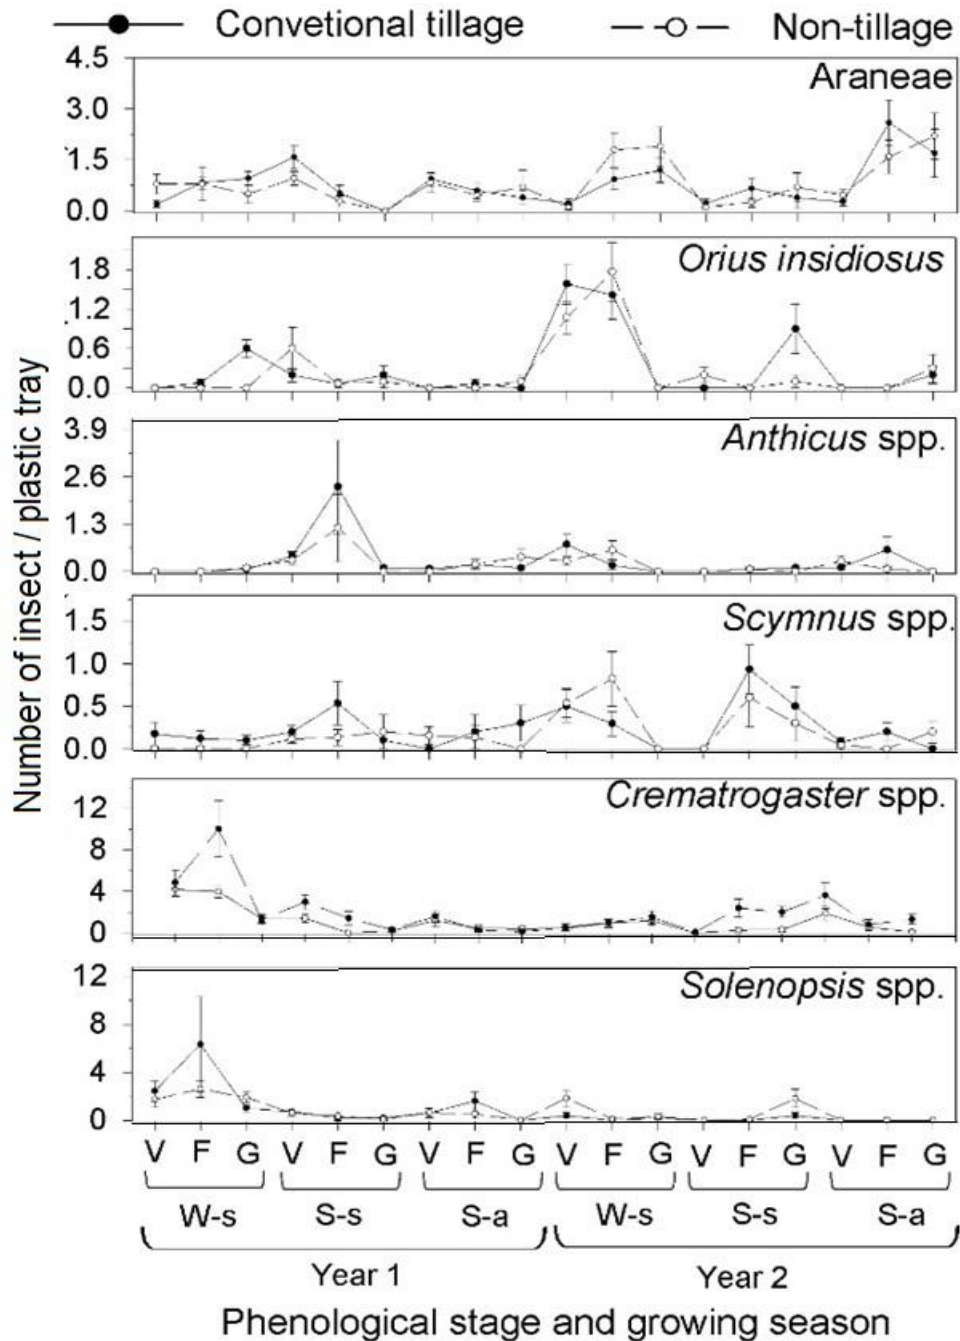 Convetional tillage Non-tillage
Araneae
4.5
3.0
1.5
0.0
Orius insidiosus
1.8
1.2
0.6
0.0
Anthicus spp.
3.9
2.6
1.3
0.0
Scymnus spp.
1.5
1.0
0.5
0.0
Crematrogaster spp.
12
8
4
0
Solenopsis spp.
12
8
4
0
Number of insect / plastic tray
V F G V F G V F G V F G V F G V F G
W-s S-s S-a W-s S-s S-a
Year 1 Year 2
Phenological stage and growing season